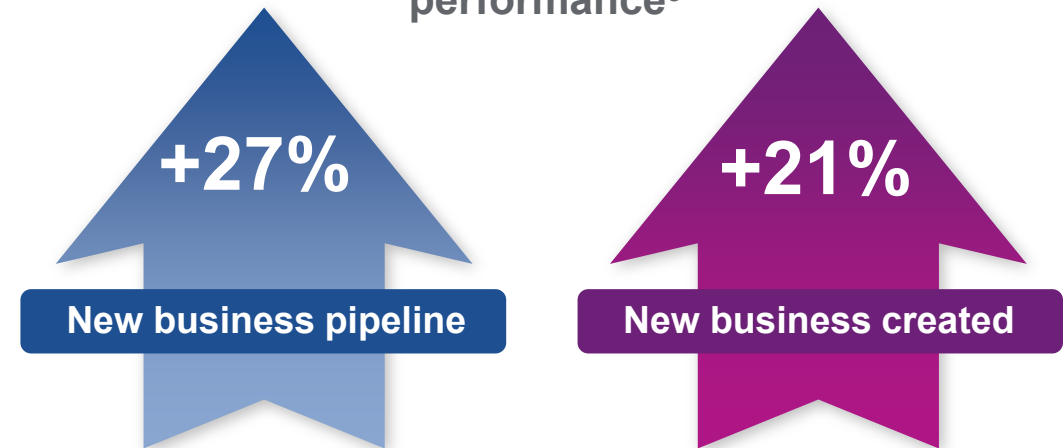 performance
+27%
+21%
New business pipeline
New business created